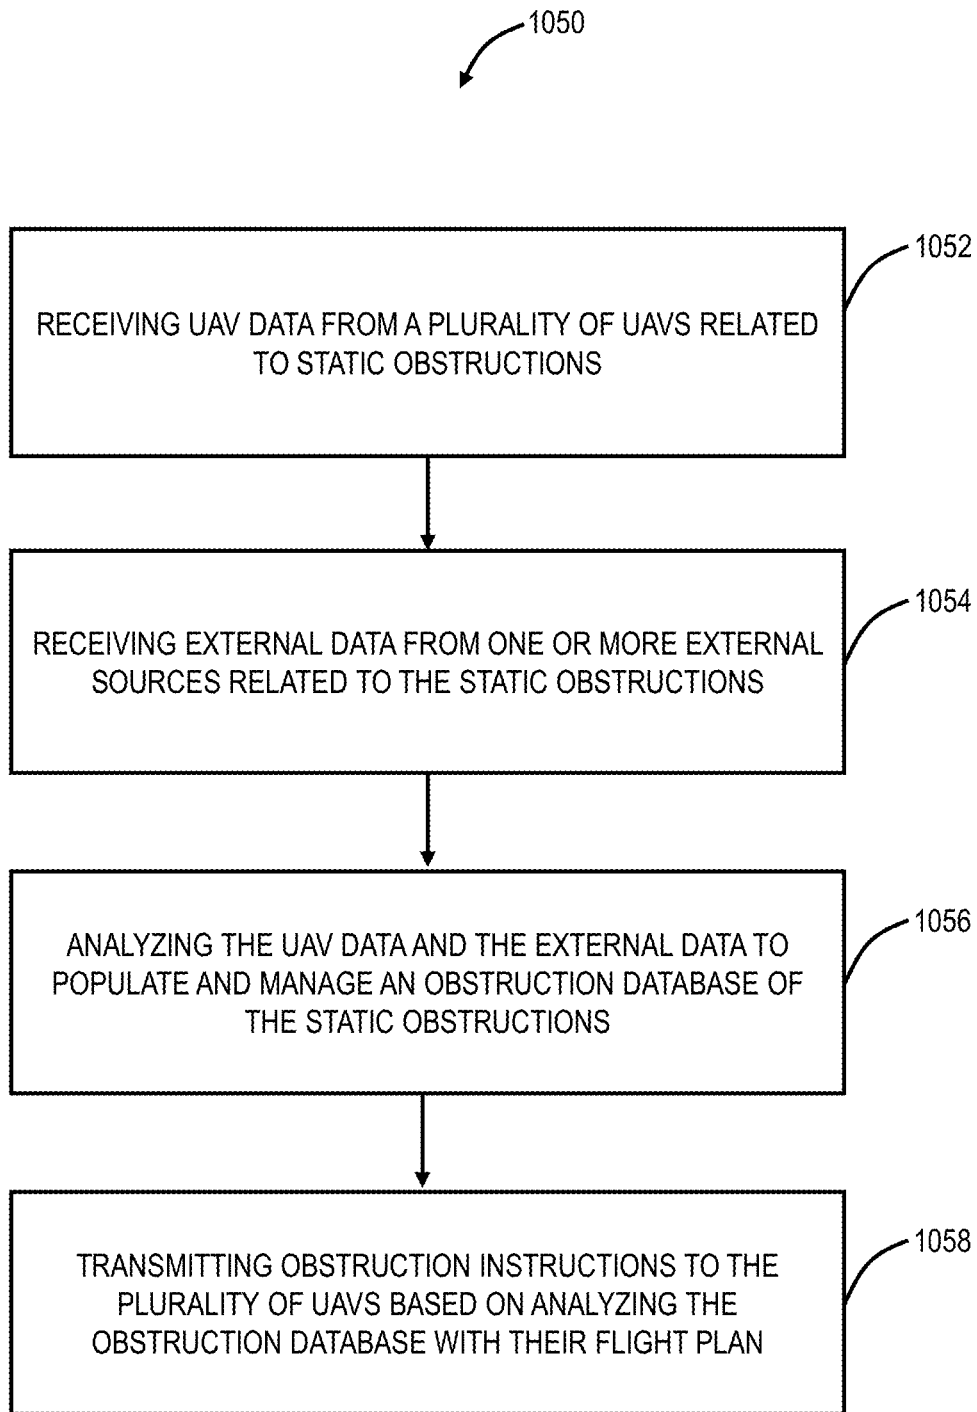 1050
1052
RECEIVING UAV DATA FROM A PLURALITY OF UAVS RELATED
TO STATIC OBSTRUCTIONS
1054
RECEIVING EXTERNAL DATA FROM ONE OR MORE EXTERNAL
SOURCES RELATED TO THE STATIC OBSTRUCTIONS
1056
ANALYZING THE UAV DATA AND THE EXTERNAL DATA TO
POPULATE AND MANAGE AN OBSTRUCTION DATABASE OF
THE STATIC OBSTRUCTIONS
1058
TRANSMITTING OBSTRUCTION INSTRUCTIONS TO THE
PLURALITY OF UAVS BASED ON ANALYZING THE
OBSTRUCTION DATABASE WITH THEIR FLIGHT PLAN